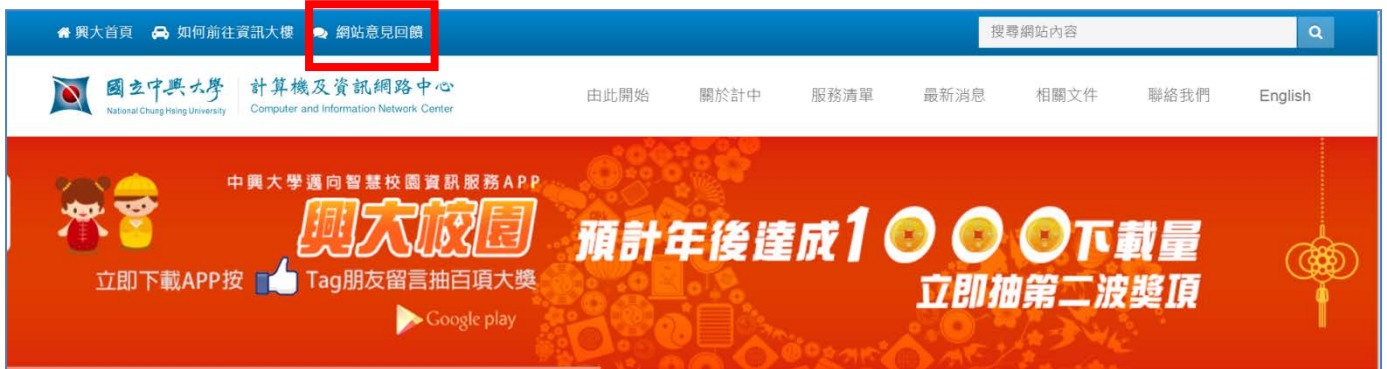 興大首頁 如何前往資訊大樓 網站意見回饋 搜尋網站內容
國立中興大學 計算機及資訊網路中心
National Chung Hsing University Computer and Information Network Center
由此開始 關於計中 服務清單 最新消息 相關文件 聯絡我們 English
中興大學邁向智慧校園資訊服務APP
興大校園
立即下載APP按 Tag朋友留言抽百項大獎
Google play
預計年後達成1000下載量
立即抽第二波獎項